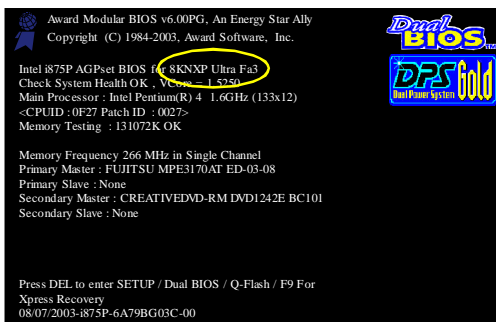 Award Modular BIOS v6.00PG, An Energy Star Ally
Copyright (C) 1984-2003, Award Software, Inc.
Dual
BIOS
Intel i875P AGPset BIOS for 8KNXP Ultra Fa3
Check System Health OK , VCore = 1.5250
DPS Gold
Dual Power System
Main Processor : Intel Pentium(R) 4 1.6GHz (133x12)
<CPUID : 0F27 Patch ID : 0027>
Memory Testing : 131072K OK
Memory Frequency 266 MHz in Single Channel
Primary Master : FUJITSU MPE3170AT ED-03-08
Primary Slave : None
Secondary Master : CREATIVEDVD-RM DVD1242E BC101
Secondary Slave : None
Press DEL to enter SETUP / Dual BIOS / Q-Flash / F9 For
Xpress Recovery
08/07/2003-i875P-6A79BG03C-00